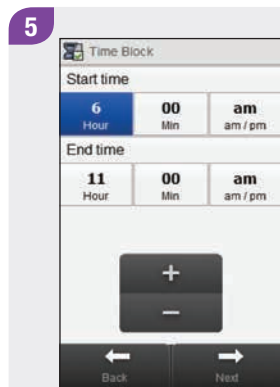 5
Time Block
Start time
6 00 am
Hour Min am / pm
End time
11 00 am
Hour Min am / pm
+
−
Back Next